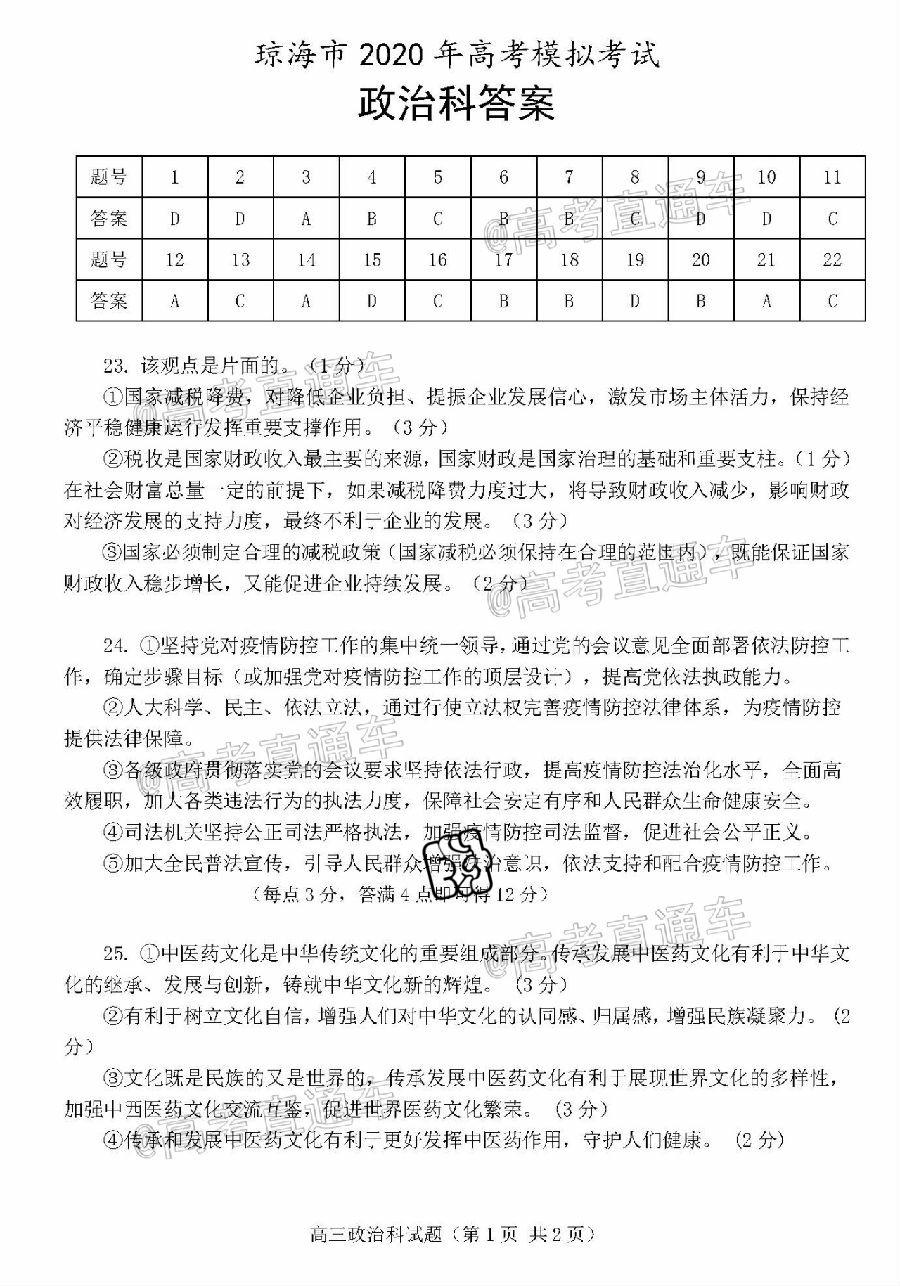 琼海市 2020 年高考模拟考试
政治科答案
题号 1 2 3 4 5 6 7 8 9 10 11
答案 D D A B C B B C D D C
题号 12 13 14 15 16 17 18 19 20 21 22
答案 A C A D C B B D B A C
@高考直通车
23. 该观点是片面的。（1 分）
①国家减税降费，对降低企业负担、提振企业发展信心，激发市场主体活力，保持经
济平稳健康运行发挥重要支撑作用。（3 分）
@高考直通车
②税收是国家财政收入最主要的来源，国家财政是国家治理的基础和重要支柱。（1 分）
在社会财富总量一定的前提下，如果减税降费力度过大，将导致财政收入减少，影响财政
对经济发展的支持力度，最终不利于企业的发展。（3 分）
③国家必须制定合理的减税政策（国家减税必须保持在合理的范围内），既能保证国家
财政收入稳步增长，又能促进企业持续发展。（2 分）
@高考直通车
24. ①坚持党对疫情防控工作的集中统一领导，通过党的会议意见全面部署依法防控工
作，确定步骤目标（或加强党对疫情防控工作的顶层设计），提高党依法执政能力。
②人大科学、民主、依法立法，通过行使立法权完善疫情防控法律体系，为疫情防控
提供法律保障。
@高考直通车
③各级政府贯彻落实党的会议要求坚持依法行政，提高疫情防控法治化水平，全面高
效履职，加大各类违法行为的执法力度，保障社会安定有序和人民群众生命健康安全。
④司法机关坚持公正司法严格执法，加强疫情防控司法监督，促进社会公平正义。
⑤加大全民普法宣传，引导人民群众增强法治意识，依法支持和配合疫情防控工作。
（每点 3 分，答满 4 点即可得 12 分）
@高考直通车
25. ①中医药文化是中华传统文化的重要组成部分。传承发展中医药文化有利于中华文
化的继承、发展与创新，铸就中华文化新的辉煌。（3 分）
②有利于树立文化自信，增强人们对中华文化的认同感、归属感，增强民族凝聚力。（2
分）
③文化既是民族的又是世界的，传承发展中医药文化有利于展现世界文化的多样性，
加强中西医药文化交流互鉴，促进世界医药文化繁荣。（3 分）
@高考直通车
④传承和发展中医药文化有利于更好发挥中医药作用，守护人们健康。（2 分）
高三政治科试题（第 1 页 共 2 页）